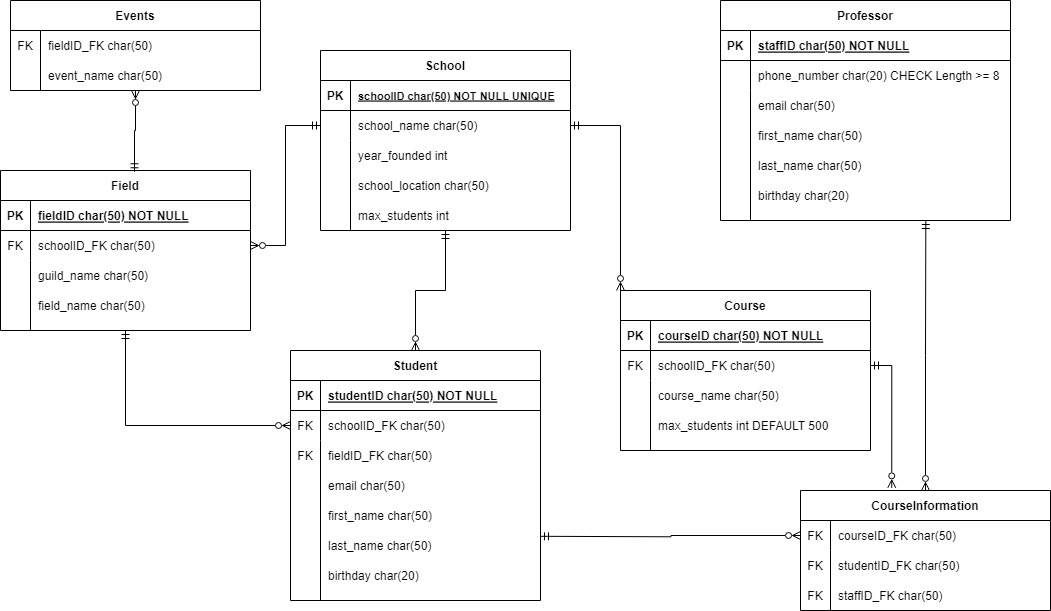 Events
FK fieldID_FK char(50)
event_name char(50)
Professor
PK staffID char(50) NOT NULL
phone_number char(20) CHECK Length >= 8
email char(50)
first_name char(50)
last_name char(50)
birthday char(20)
School
PK schoolID char(50) NOT NULL UNIQUE
school_name char(50)
year_founded int
school_location char(50)
max_students int
Field
PK fieldID char(50) NOT NULL
FK schoolID_FK char(50)
guild_name char(50)
field_name char(50)
Course
PK courseID char(50) NOT NULL
FK schoolID_FK char(50)
course_name char(50)
max_students int DEFAULT 500
Student
PK studentID char(50) NOT NULL
FK schoolID_FK char(50)
FK fieldID_FK char(50)
email char(50)
first_name char(50)
last_name char(50)
birthday char(20)
CourseInformation
FK courseID_FK char(50)
FK studentID_FK char(50)
FK staffID_FK char(50)